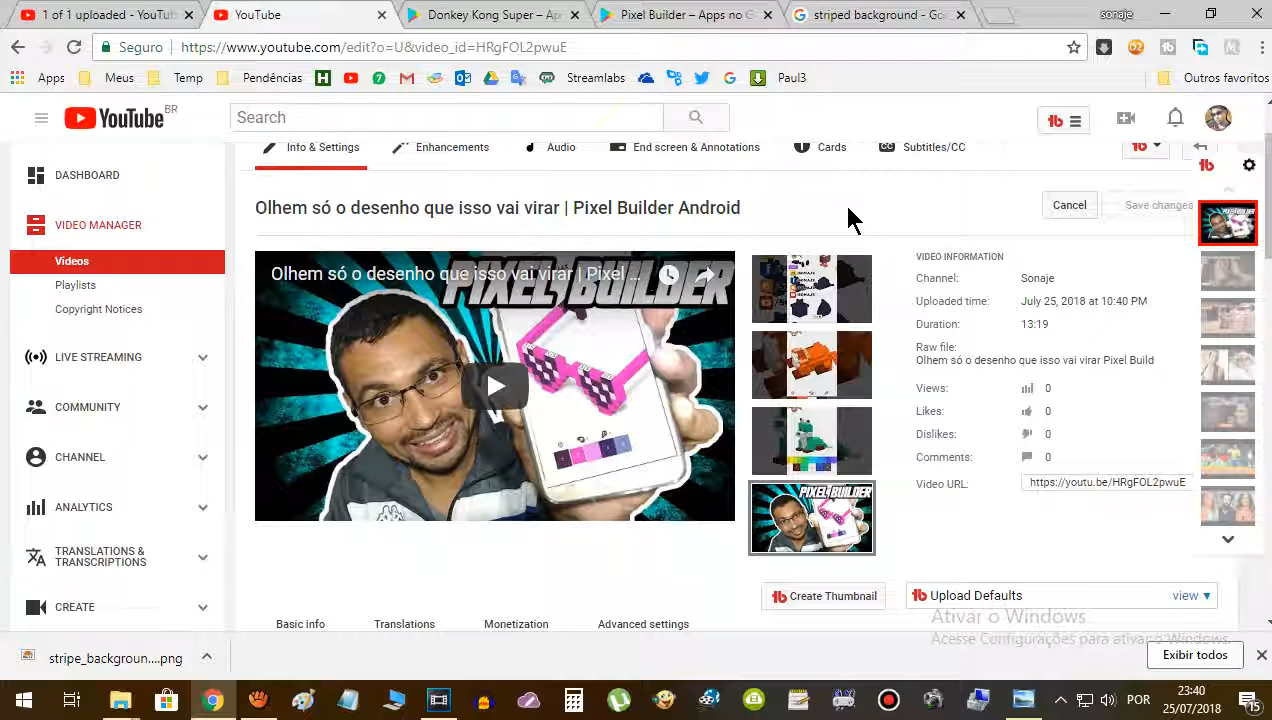 1 of 1 uploaded - YouTub
YouTube
Donkey Kong Super – Ap
Pixel Builder – Apps no G
striped background - Go
sonaje
Seguro
https://www.youtube.com/edit?o=U&video_id=HRgFOL2pwuE
Apps
Meus
Temp
Pendências
Streamlabs
Paul3
Outros favoritos
YouTube BR
Search
Info & Settings
Enhancements
Audio
End screen & Annotations
Cards
Subtitles/CC
DASHBOARD
VIDEO MANAGER
Videos
Playlists
Copyright Notices
LIVE STREAMING
COMMUNITY
CHANNEL
ANALYTICS
TRANSLATIONS &
TRANSCRIPTIONS
CREATE
Olhem só o desenho que isso vai virar | Pixel Builder Android
Cancel
Save changes
Olhem só o desenho que isso vai virar | Pixel ...
PIXEL BUILDER
PIXEL BUILDER
VIDEO INFORMATION
Channel: Sonaje
Uploaded time: July 25, 2018 at 10:40 PM
Duration: 13:19
Raw file:
Olhem só o desenho que isso vai virar Pixel Build
Views: 0
Likes: 0
Dislikes: 0
Comments: 0
Video URL: https://youtu.be/HRgFOL2pwuE
Create Thumbnail
Upload Defaults
view ▼
Basic info
Translations
Monetization
Advanced settings
Ativar o Windows
Acesse Configurações para ativar o Windows.
stripe_backgroun....png
Exibir todos
POR
23:40
25/07/2018
15